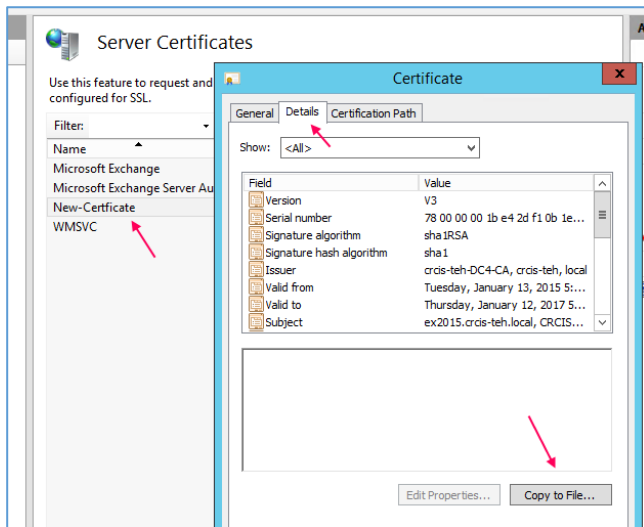 A
Server Certificates
Use this feature to request and
configured for SSL.
Filter:
Name
Microsoft Exchange
Microsoft Exchange Server Au
New-Certficate
WMSVC
Certificate
x
General Details Certification Path
Show: <All>
Field Value
Version V3
Serial number 78 00 00 00 1b e4 2d f1 0b 1e...
Signature algorithm sha1RSA
Signature hash algorithm sha1
Issuer crcis-teh-DC4-CA, crcis-teh, local
Valid from Tuesday, January 13, 2015 5:...
Valid to Thursday, January 12, 2017 5...
Subject ex2015.crcis-teh.local, CRCIS...
Edit Properties... Copy to File...